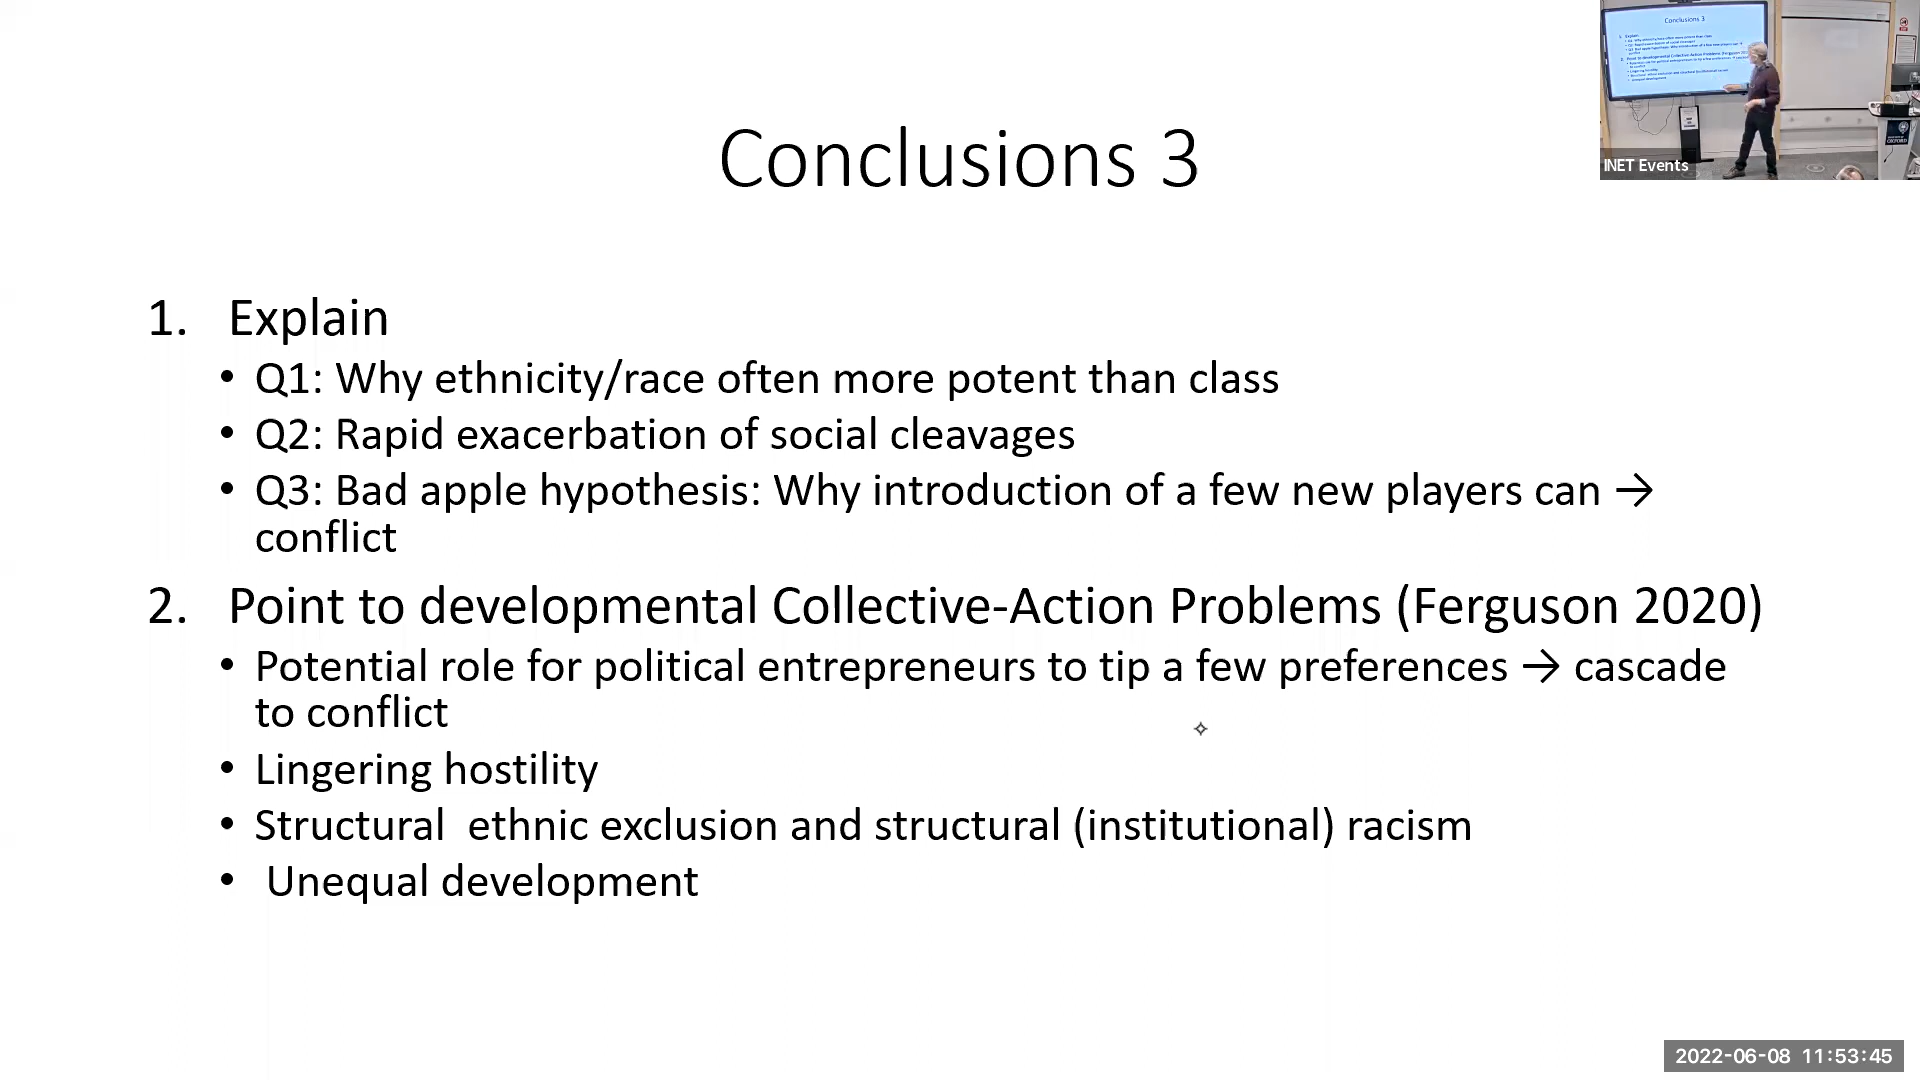 Conclusions 3
1. Explain
• Q1: Why ethnicity/race often more potent than class
• Q2: Rapid exacerbation of social cleavages
• Q3: Bad apple hypothesis: Why introduction of a few new players can →
conflict
2. Point to developmental Collective-Action Problems (Ferguson 2020)
• Potential role for political entrepreneurs to tip a few preferences → cascade
to conflict
• Lingering hostility
• Structural  ethnic exclusion and structural (institutional) racism
• Unequal development
Conclusions 3
OXFORD
INET Events
2022-06-08 11:53:45